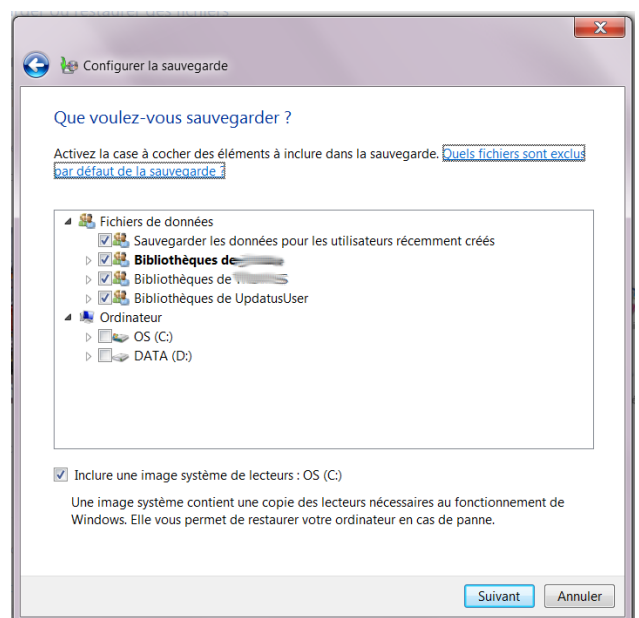 Configurer la sauvegarde
Que voulez-vous sauvegarder ?
Activez la case à cocher des éléments à inclure dans la sauvegarde. Quels fichiers sont exclus
par défaut de la sauvegarde ?
Fichiers de données
Sauvegarder les données pour les utilisateurs récemment créés
Bibliothèques de
Bibliothèques de
Bibliothèques de UpdatusUser
Ordinateur
OS (C:)
DATA (D:)
Inclure une image système de lecteurs : OS (C:)
Une image système contient une copie des lecteurs nécessaires au fonctionnement de
Windows. Elle vous permet de restaurer votre ordinateur en cas de panne.
Suivant Annuler